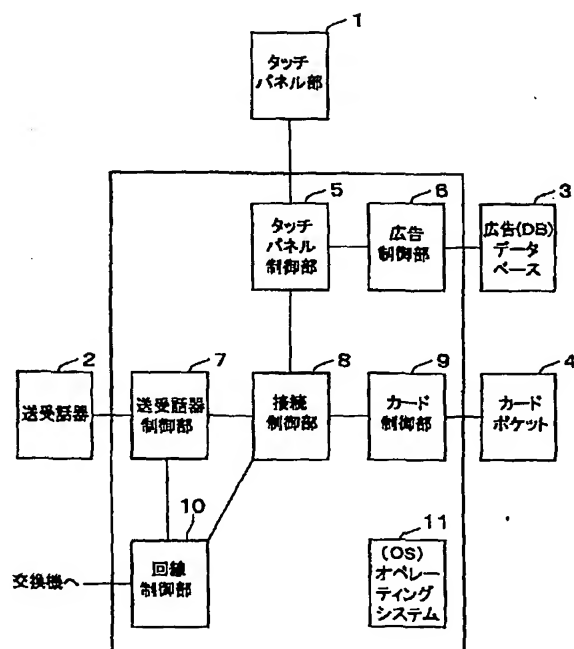 1
タッチ
パネル部
5
タッチ
パネル
制御部
6
広告
制御部
3
広告(DB)
データ
ベース
2
送受話器
7
送受話器
制御部
8
接続
制御部
9
カード
制御部
4
カード
ポケット
10
回線
制御部
交換機へ
11
(OS)
オペレー
ティング
システム